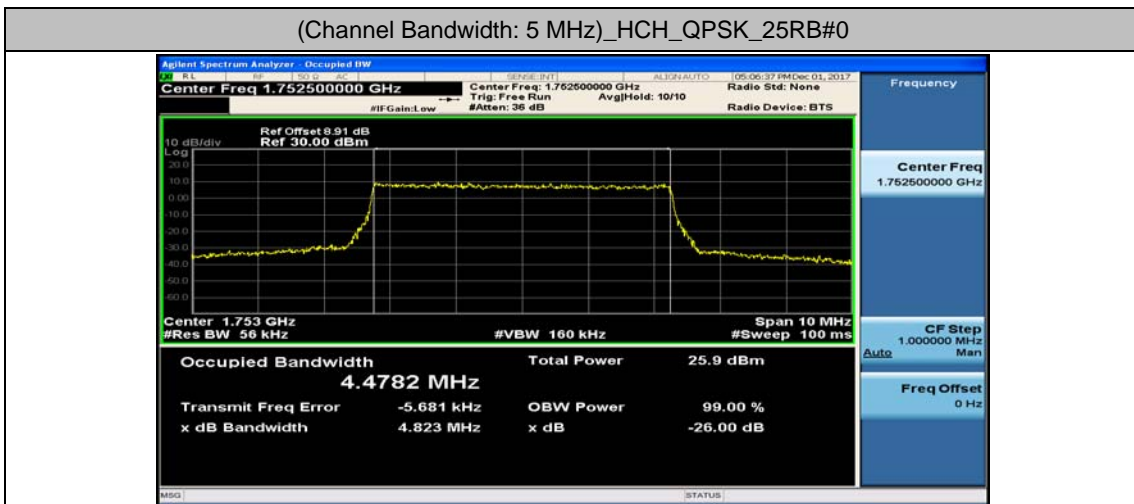 (Channel Bandwidth: 5 MHz)_HCH_QPSK_25RB#0
Agilent Spectrum Analyzer - Occupied BW
RL RF 50 Ω AC SENSE:INT ALIGN AUTO 05:06:37 PM Dec 01, 2017
Center Freq 1.752500000 GHz
Center Freq: 1.752500000 GHz
Radio Std: None
Trig: Free Run Avg|Hold: 10/10
#IFGain:Low
#Atten: 36 dB
Radio Device: BTS
Ref Offset 8.91 dB
10 dB/div Ref 30.00 dBm
Log
20.0
10.0
0.00
-10.0
-20.0
-30.0
-40.0
-50.0
-60.0
Center 1.753 GHz Span 10 MHz
#Res BW 56 kHz #VBW 160 kHz #Sweep 100 ms
Occupied Bandwidth Total Power 25.9 dBm
4.4782 MHz
Transmit Freq Error -5.681 kHz OBW Power 99.00 %
x dB Bandwidth 4.823 MHz x dB -26.00 dB
MSG STATUS
Frequency
Center Freq
1.752500000 GHz
CF Step
1.000000 MHz
Auto Man
Freq Offset
0 Hz